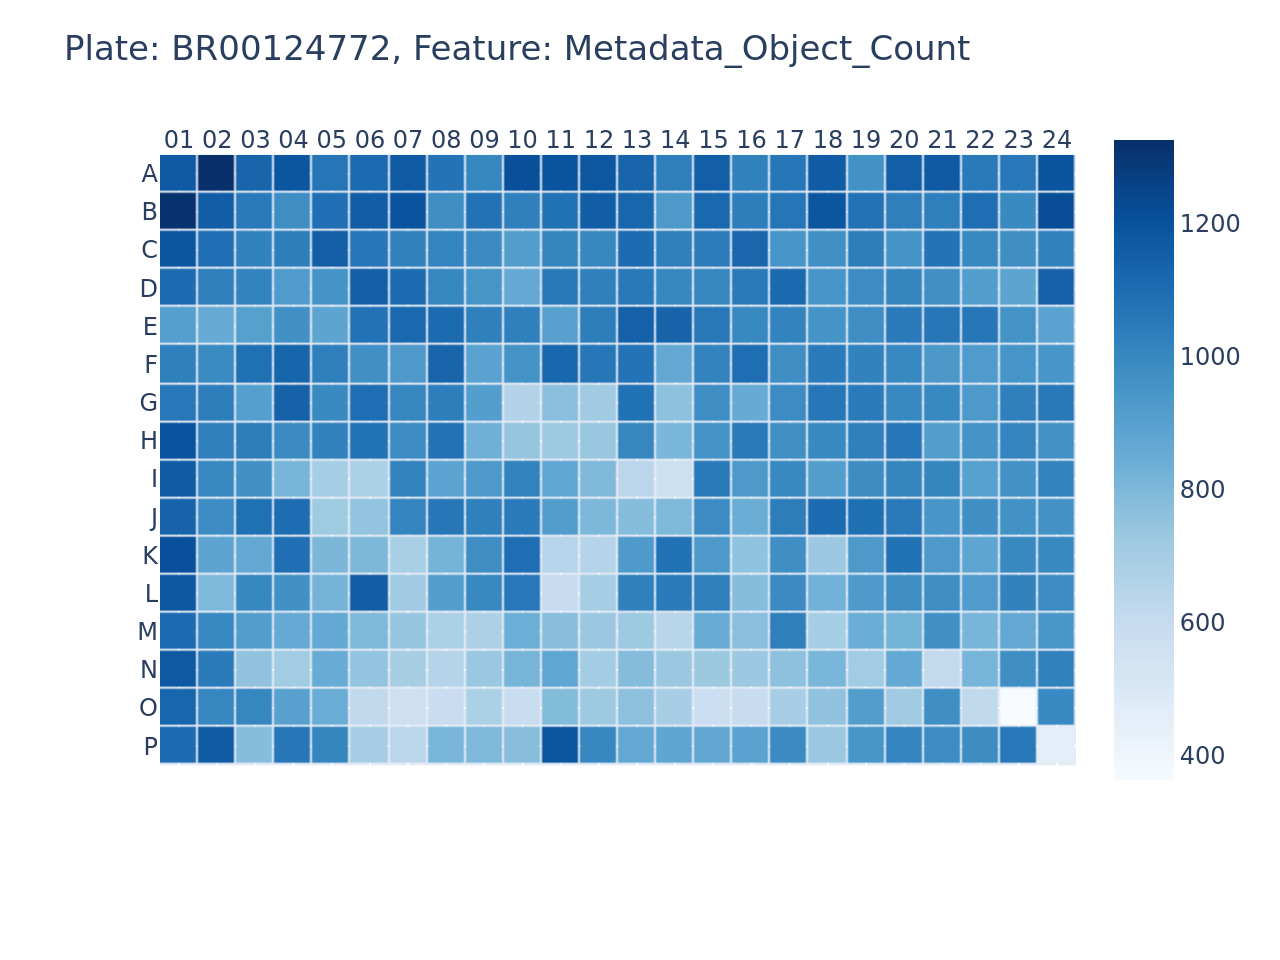 Plate: BR00124772, Feature: Metadata_Object_Count
01 02 03 04 05 06 07 08 09 10 11 12 13 14 15 16 17 18 19 20 21 22 23 24
A
B
C
D
E
F
G
H
I
J
K
L
M
N
O
P
1200
1000
800
600
400